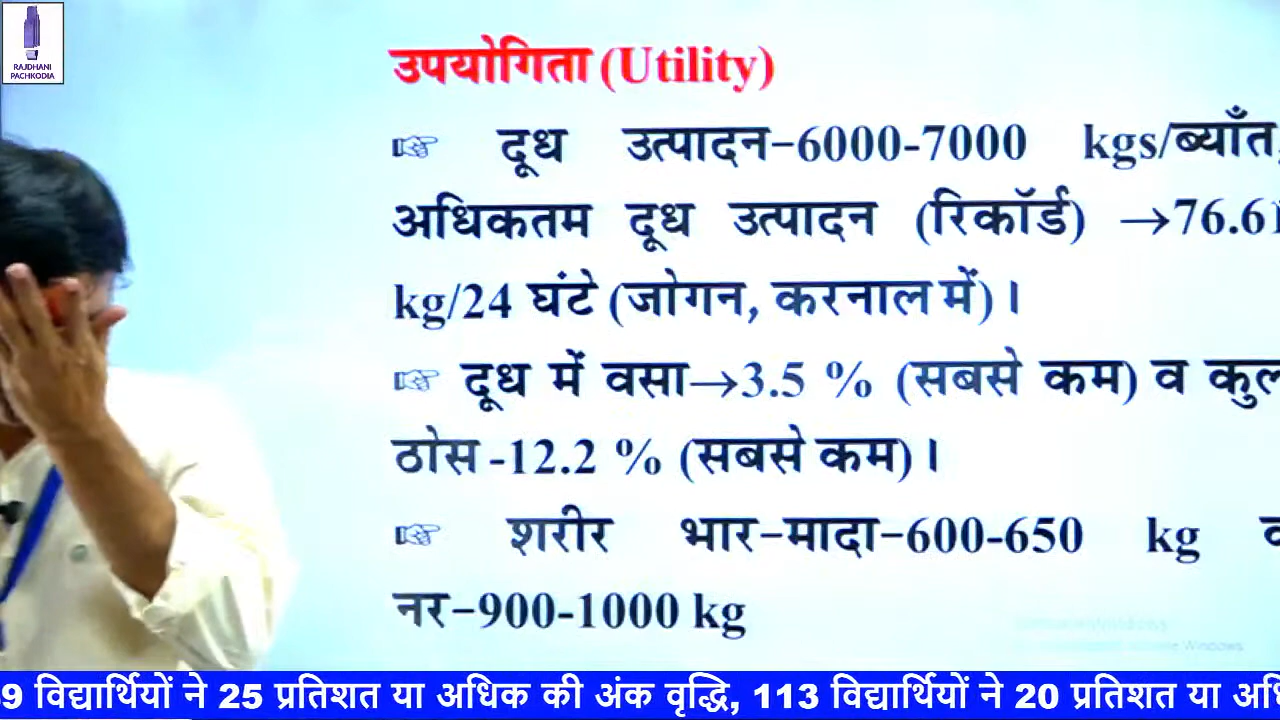 RAJDHANI
PACHKODIA
उपयोगिता (Utility)
☞ दूध उत्पादन-6000-7000 kgs/ब्याँत,
अधिकतम दूध उत्पादन (रिकॉर्ड) →76.61
kg/24 घंटे (जोगन, करनाल में)।
☞ दूध में वसा→3.5 % (सबसे कम) व कुल
ठोस -12.2 % (सबसे कम)।
☞ शरीर भार-मादा-600-650 kg व
नर-900-1000 kg
9 विद्यार्थियों ने 25 प्रतिशत या अधिक की अंक वृद्धि, 113 विद्यार्थियों ने 20 प्रतिशत या